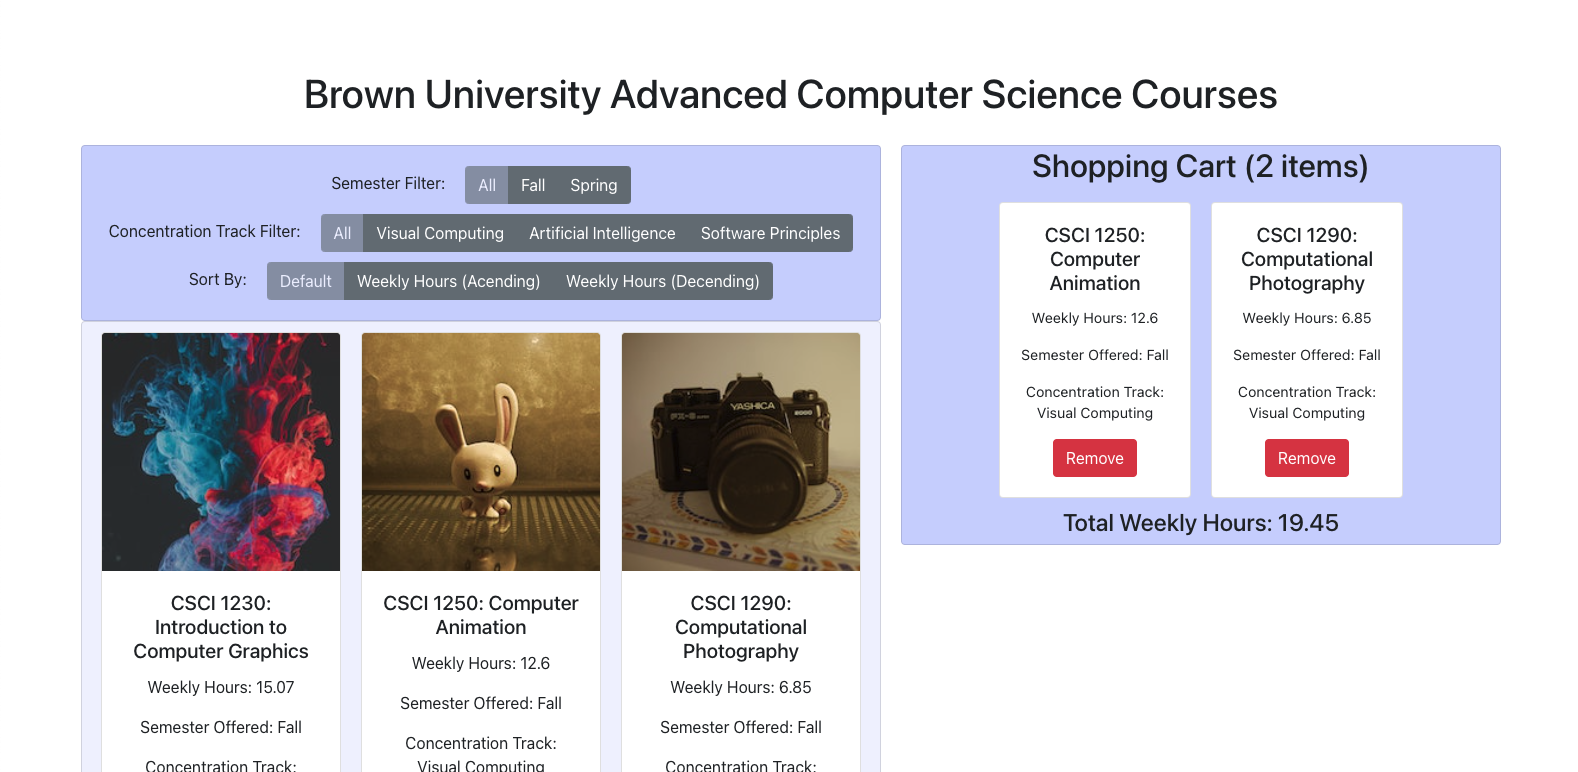 Brown University Advanced Computer Science Courses
Semester Filter: All Fall Spring
Concentration Track Filter: All Visual Computing Artificial Intelligence Software Principles
Sort By: Default Weekly Hours (Acending) Weekly Hours (Decending)
YASHICA
2000
CSCI 1230:
Introduction to
Computer Graphics
Weekly Hours: 15.07
Semester Offered: Fall
Concentration Track:
CSCI 1250: Computer
Animation
Weekly Hours: 12.6
Semester Offered: Fall
Concentration Track:
Visual Computing
CSCI 1290:
Computational
Photography
Weekly Hours: 6.85
Semester Offered: Fall
Concentration Track:
Shopping Cart (2 items)
CSCI 1250:
Computer
Animation
Weekly Hours: 12.6
Semester Offered: Fall
Concentration Track:
Visual Computing
Remove
CSCI 1290:
Computational
Photography
Weekly Hours: 6.85
Semester Offered: Fall
Concentration Track:
Visual Computing
Remove
Total Weekly Hours: 19.45